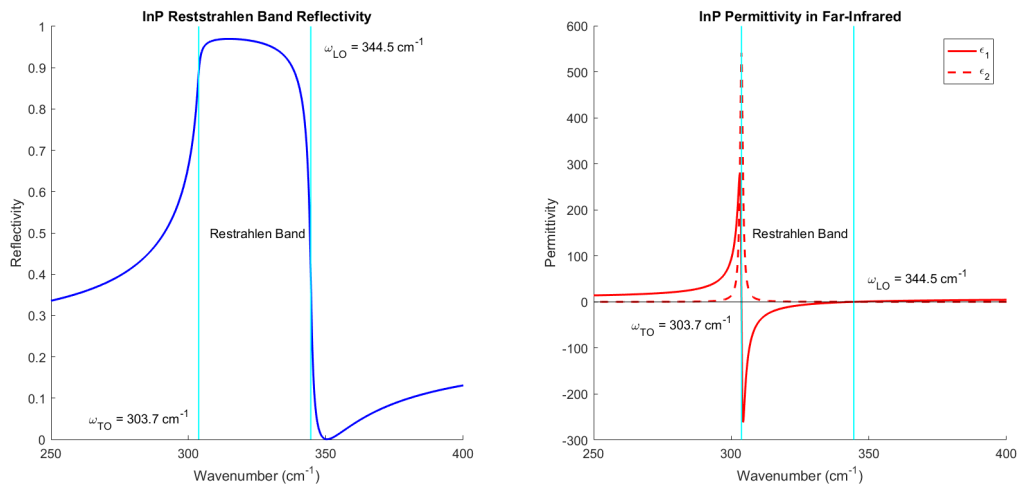 InP Reststrahlen Band Reflectivity
1
0.9
0.8
0.7
0.6
0.5
0.4
0.3
0.2
0.1
0
Reflectivity
ω_LO = 344.5 cm^-1
Restrahlen Band
ω_TO = 303.7 cm^-1
250
300
350
400
Wavenumber (cm^-1)
InP Permittivity in Far-Infrared
600
500
400
300
200
100
0
-100
-200
-300
Permittivity
ϵ_1
ϵ_2
Restrahlen Band
ω_LO = 344.5 cm^-1
ω_TO = 303.7 cm^-1
250
300
350
400
Wavenumber (cm^-1)